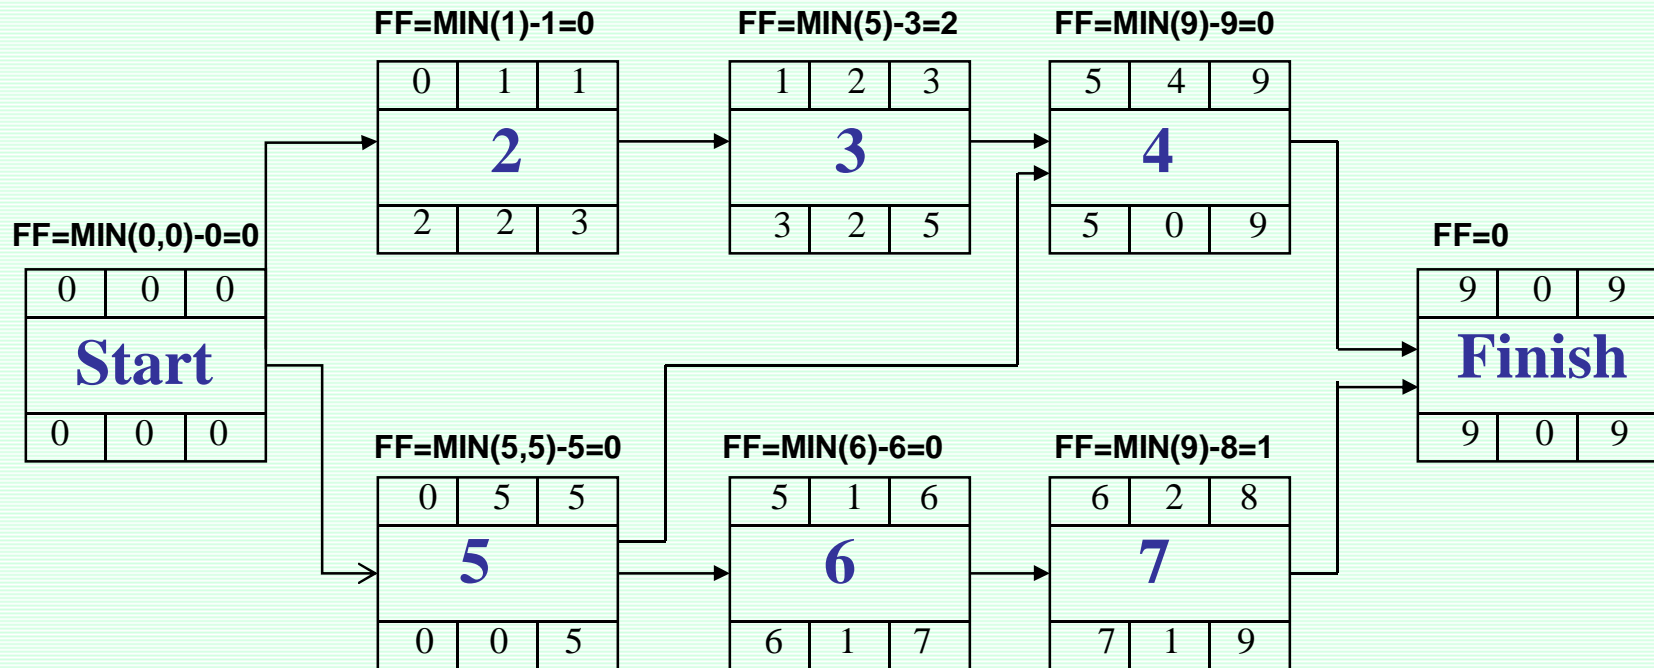 FF=MIN(1)-1=0 FF=MIN(5)-3=2 FF=MIN(9)-9=0
0 1 1 1 2 3 5 4 9
2 3 4
2 2 3 3 2 5 5 0 9
FF=MIN(0,0)-0=0 FF=0
0 0 0 9 0 9
Start Finish
0 0 0 9 0 9
FF=MIN(5,5)-5=0 FF=MIN(6)-6=0 FF=MIN(9)-8=1
0 5 5 5 1 6 6 2 8
5 6 7
0 0 5 6 1 7 7 1 9